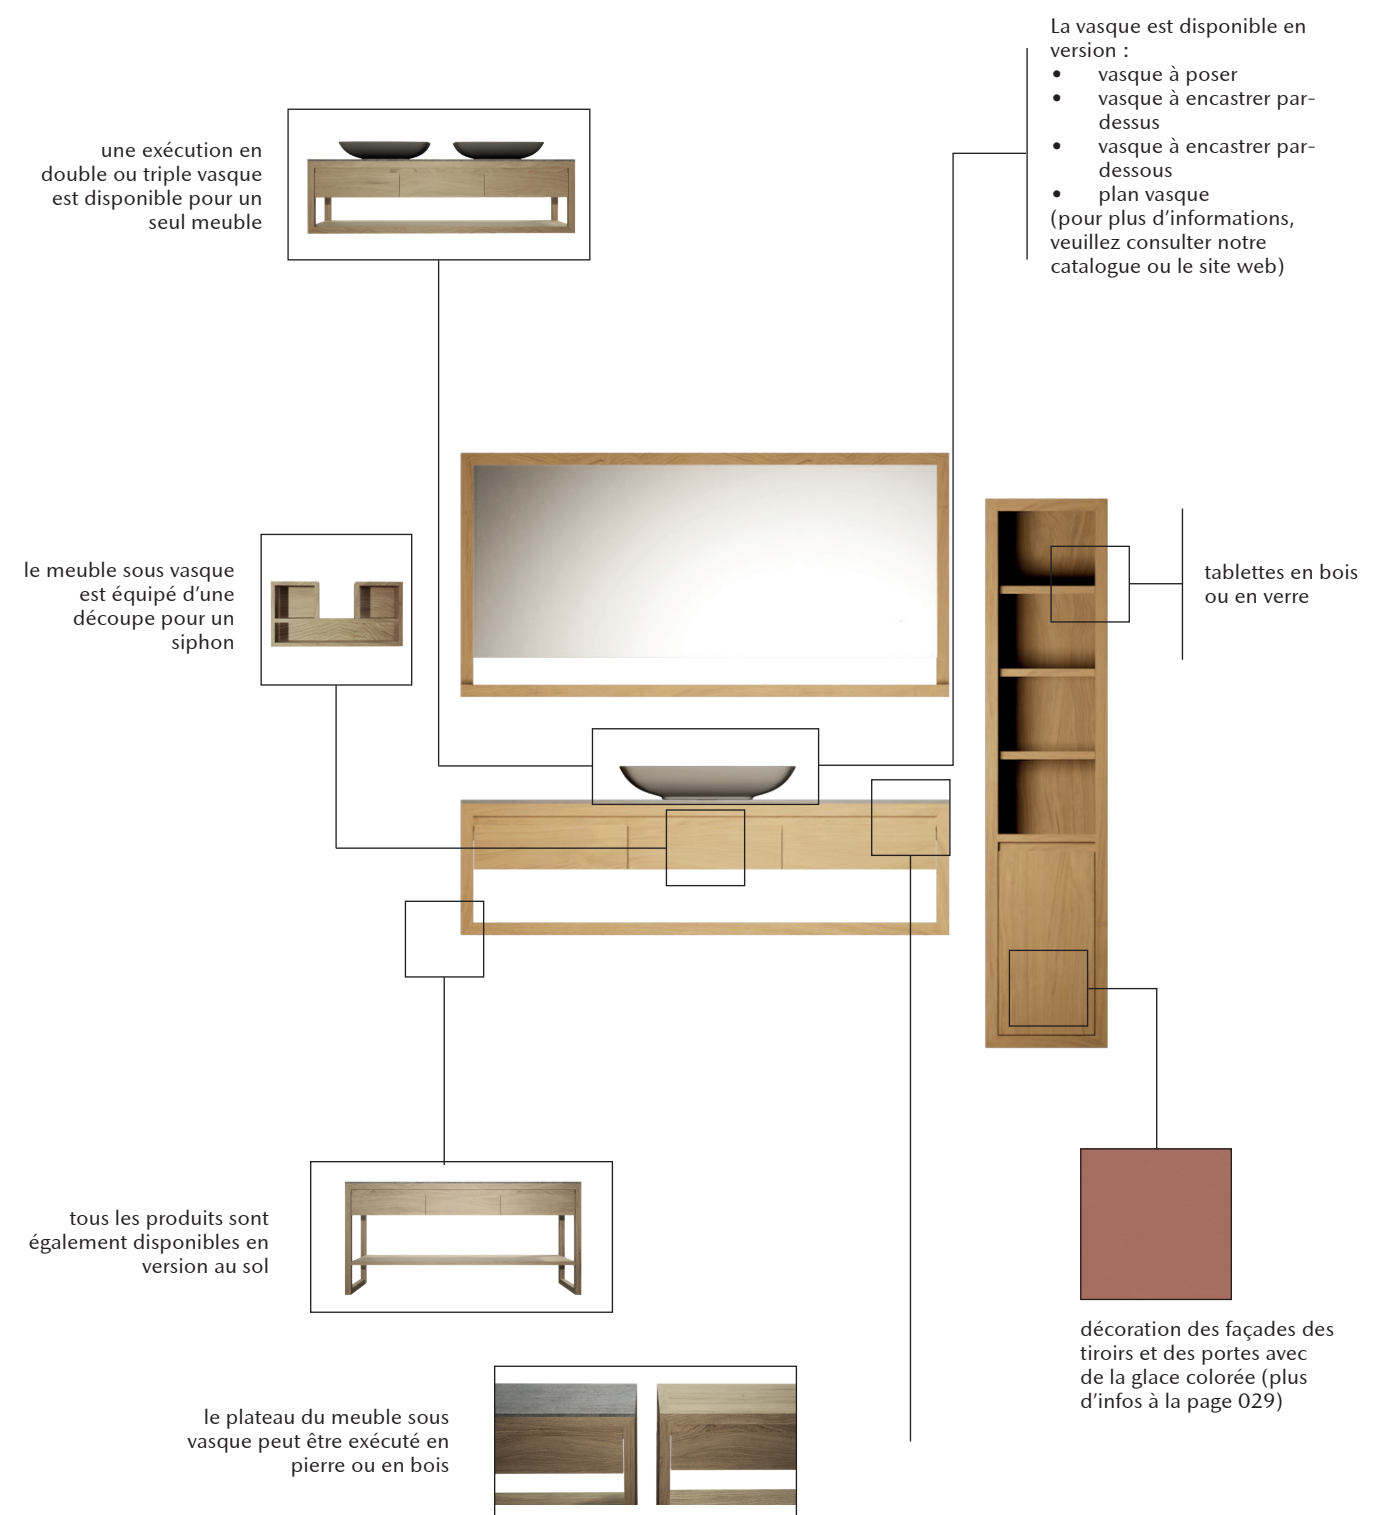 La vasque est disponible en
version :
• vasque à poser
• vasque à encastrer par-
dessus
• vasque à encastrer par-
dessous
• plan vasque
(pour plus d’informations,
veuillez consulter notre
catalogue ou le site web)
une exécution en
double ou triple vasque
est disponible pour un
seul meuble
le meuble sous vasque
est équipé d’une
découpe pour un
siphon
tablettes en bois
ou en verre
tous les produits sont
également disponibles en
version au sol
décoration des façades des
tiroirs et des portes avec
de la glace colorée (plus
d’infos à la page 029)
le plateau du meuble sous
vasque peut être exécuté en
pierre ou en bois